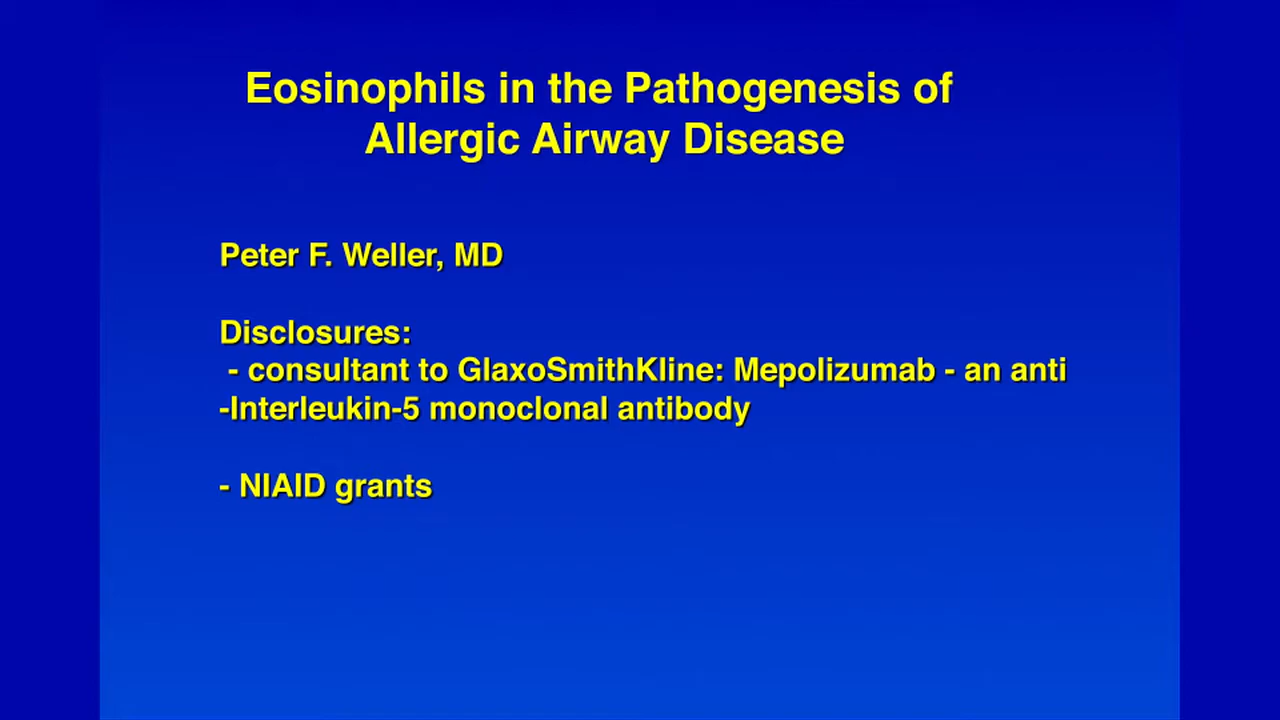 Eosinophils in the Pathogenesis of
Allergic Airway Disease
Peter F. Weller, MD
Disclosures:
- consultant to GlaxoSmithKline: Mepolizumab - an anti
-Interleukin-5 monoclonal antibody
- NIAID grants